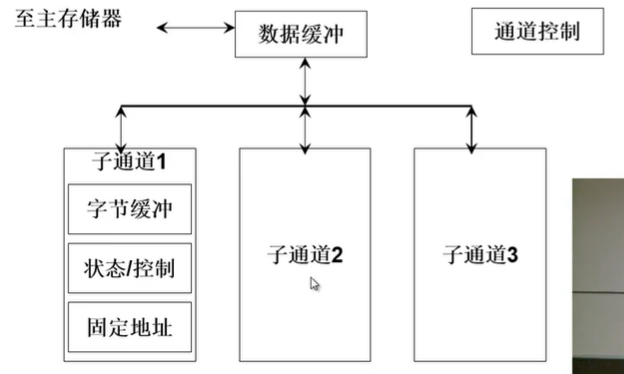 至主存储器
数据缓冲
通道控制
子通道1
字节缓冲
状态/控制
固定地址
子通道2
子通道3